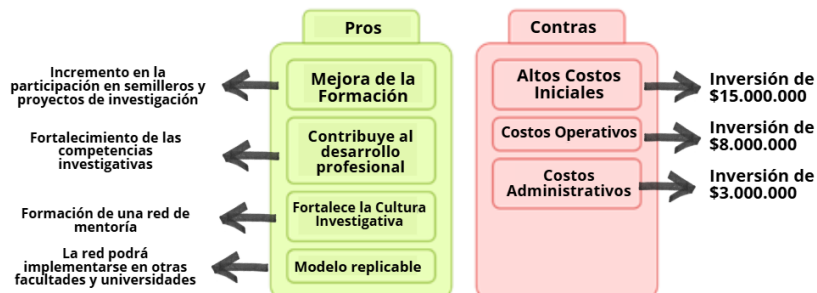 Pros
Incremento en la
participación en semilleros y
proyectos de investigación
Mejora de la
Formación
Fortalecimiento de las
competencias
investigativas
Contribuye al
desarrollo
profesional
Formación de una red de
mentoría
Fortalece la Cultura
Investigativa
La red podrá
implementarse en otras
facultades y universidades
Modelo replicable
Contras
Altos Costos
Iniciales
Inversión de
$15.000.000
Costos Operativos
Inversión de
$8.000.000
Costos
Administrativos
Inversión de
$3.000.000